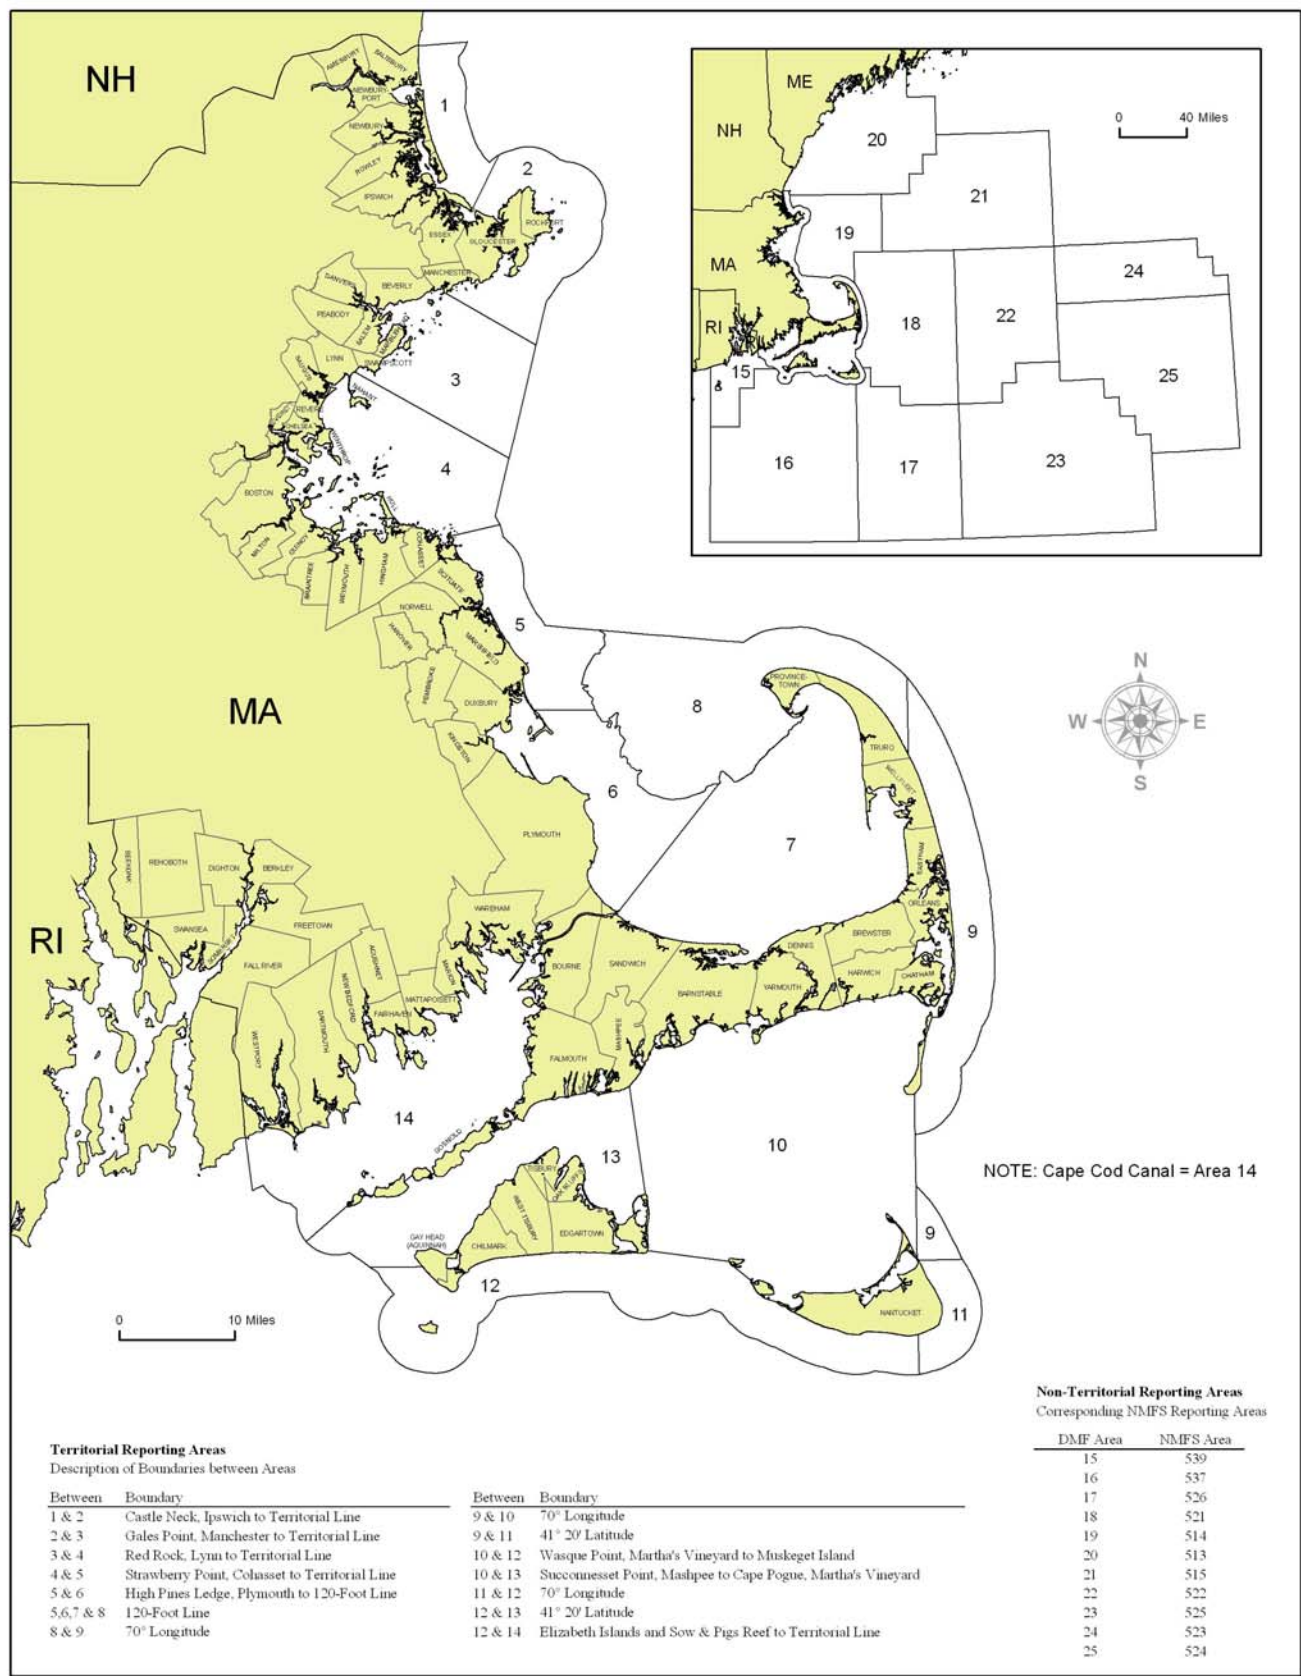 NH
AMESBURY
SALISBURY
NEWBURY
PORT
1
NEWBURY
2
ROWLEY
IPSWICH
ROCKPORT
ESSEX
GLOUCESTER
MANCHESTER
DANVERS
BEVERLY
PEABODY
SALEM
MARBLEHEAD
LYNN
SWAMPSCOTT
3
SAUGUS
NAHANT
REVERE
CHELSEA
WINTHROP
4
BOSTON
HULL
MILTON
QUINCY
BRAINTREE
WEYMOUTH
HINGHAM
COHASSET
SCITUATE
NORWELL
HANOVER
MARSHFIELD
5
PEMBROKE
DUXBURY
8
PROVINCE-
TOWN
MA
KINGSTON
TRURO
WELLFLEET
6
PLYMOUTH
7
EASTHAM
SEEKONK
REHOBOTH
DIGHTON
BERKLEY
ORLEANS
WAREHAM
SWANSEA
SOMERSET
FREETOWN
BREWSTER
9
RI
DENNIS
FALL RIVER
ACUSHNET
MARION
BOURNE
SANDWICH
HARWICH
CHATHAM
NEW BEDFORD
MATTAPOISETT
BARNSTABLE
YARMOUTH
FAIRHAVEN
DARTMOUTH
WESTPORT
MASHPEE
FALMOUTH
14
GOSNOLD
10
13
TISBURY
OAK BLUFFS
WEST TISBURY
NOTE: Cape Cod Canal = Area 14
GAY HEAD
(AQUINNAH)
CHILMARK
EDGARTOWN
9
12
NANTUCKET
11
0 10 Miles
ME
NH
0 40 Miles
20
21
19
MA
24
18
22
RI
RI
15
25
16
17
23
N
W E
S
Non-Territorial Reporting Areas
Corresponding NMFS Reporting Areas
DMF Area NMFS Area
15 539
16 537
17 526
18 521
19 514
20 513
21 515
22 522
23 525
24 523
25 524
Territorial Reporting Areas
Description of Boundaries between Areas
Between Boundary
1 & 2 Castle Neck, Ipswich to Territorial Line
2 & 3 Gales Point, Manchester to Territorial Line
3 & 4 Red Rock, Lynn to Territorial Line
4 & 5 Strawberry Point, Cohasset to Territorial Line
5 & 6 High Pines Ledge, Plymouth to 120-Foot Line
5,6,7 & 8 120-Foot Line
8 & 9 70° Longitude
Between Boundary
9 & 10 70° Longitude
9 & 11 41° 20' Latitude
10 & 12 Wasque Point, Martha's Vineyard to Muskeget Island
10 & 13 Succonnesset Point, Mashpee to Cape Pogue, Martha's Vineyard
11 & 12 70° Longitude
12 & 13 41° 20' Latitude
12 & 14 Elizabeth Islands and Sow & Pigs Reef to Territorial Line